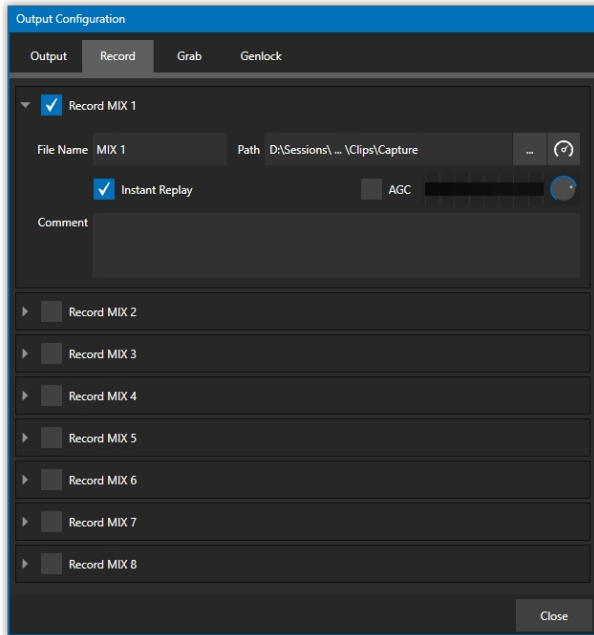 Output Configuration
Output Record Grab Genlock
Record MIX 1
File Name MIX 1 Path D:\Sessions\ ... \Clips\Capture ...
Instant Replay AGC
Comment
Record MIX 2
Record MIX 3
Record MIX 4
Record MIX 5
Record MIX 6
Record MIX 7
Record MIX 8
Close